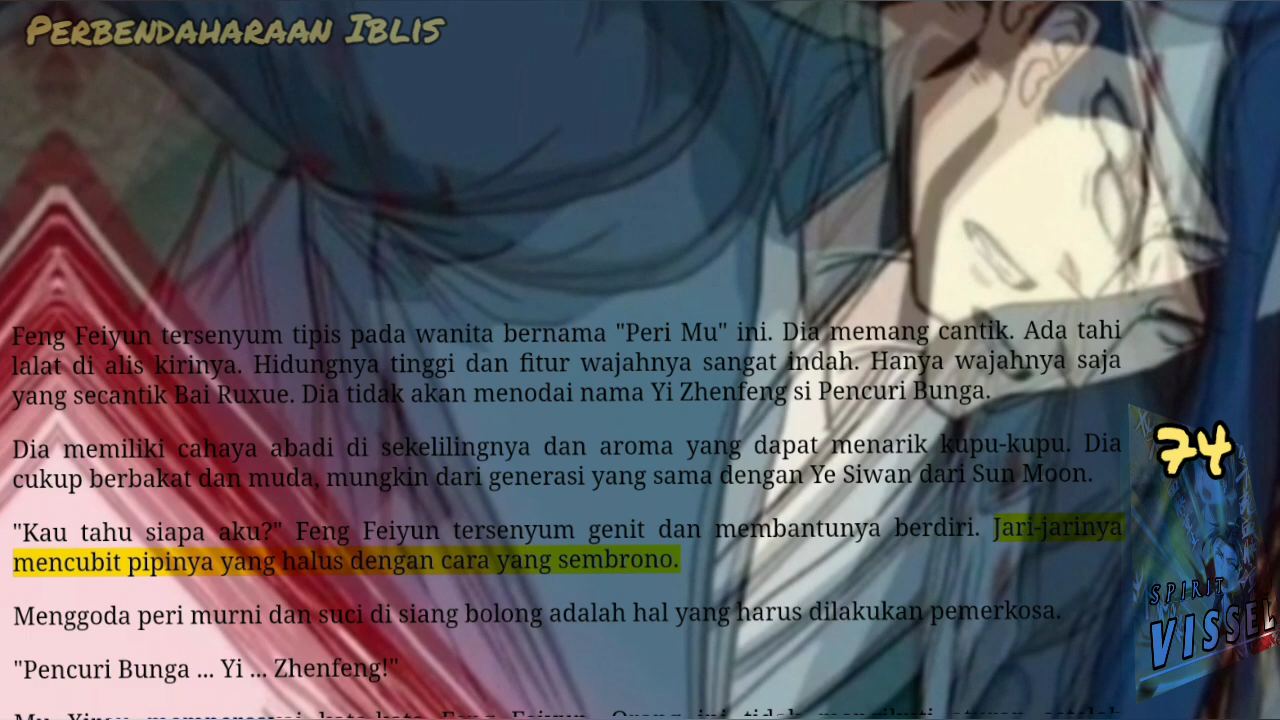 Perbendaharaan Iblis
Feng Feiyun tersenyum tipis pada wanita bernama "Peri Mu" ini. Dia memang cantik. Ada tahi
lalat di alis kirinya. Hidungnya tinggi dan fitur wajahnya sangat indah. Hanya wajahnya saja
yang secantik Bai Ruxue. Dia tidak akan menodai nama Yi Zhenfeng si Pencuri Bunga.
Dia memiliki cahaya abadi di sekelilingnya dan aroma yang dapat menarik kupu-kupu. Dia
cukup berbakat dan muda, mungkin dari generasi yang sama dengan Ye Siwan dari Sun Moon.
"Kau tahu siapa aku?" Feng Feiyun tersenyum genit dan membantunya berdiri. Jari-jarinya
mencubit pipinya yang halus dengan cara yang sembrono.
Menggoda peri murni dan suci di siang bolong adalah hal yang harus dilakukan pemerkosa.
"Pencuri Bunga ... Yi ... Zhenfeng!"
74
SPIRIT
VISSEL